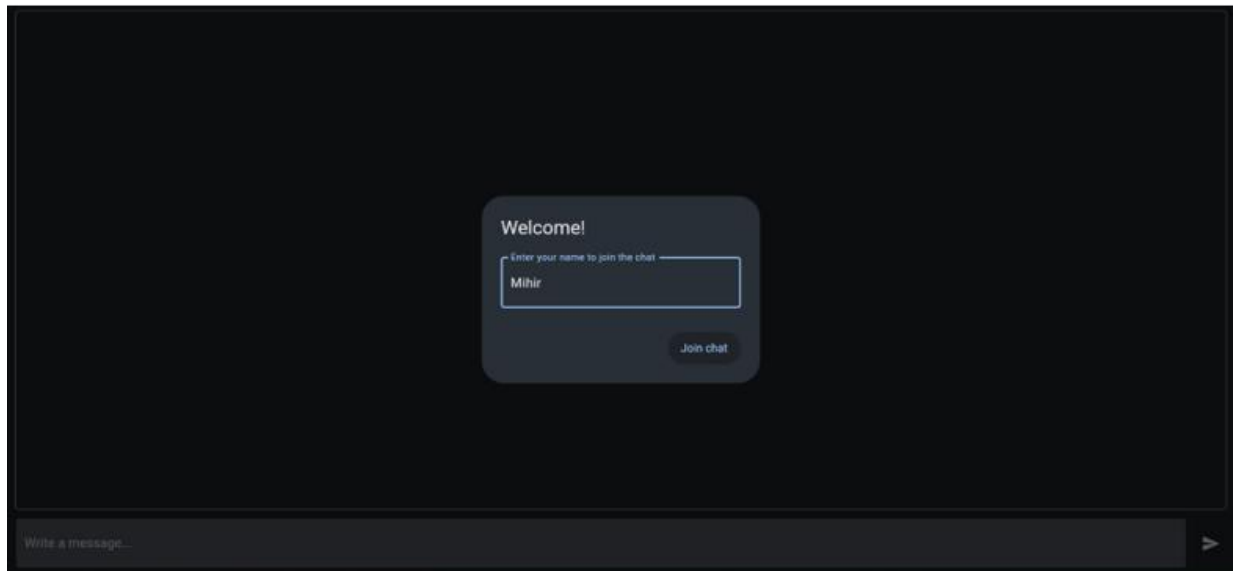 Welcome!
Enter your name to join the chat
Mihir
Join chat
Write a message...